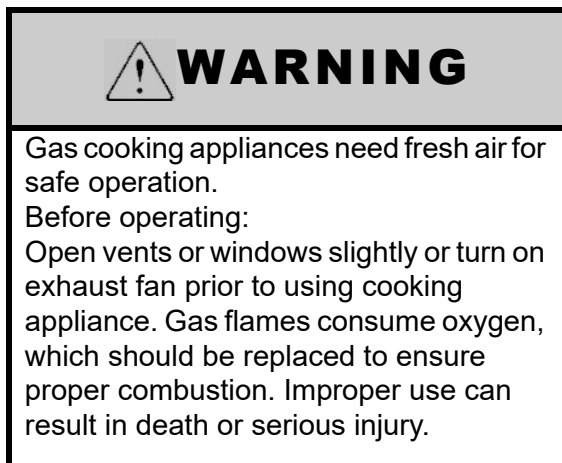 WARNING
Gas cooking appliances need fresh air for
safe operation.
Before operating:
Open vents or windows slightly or turn on
exhaust fan prior to using cooking
appliance. Gas flames consume oxygen,
which should be replaced to ensure
proper combustion. Improper use can
result in death or serious injury.